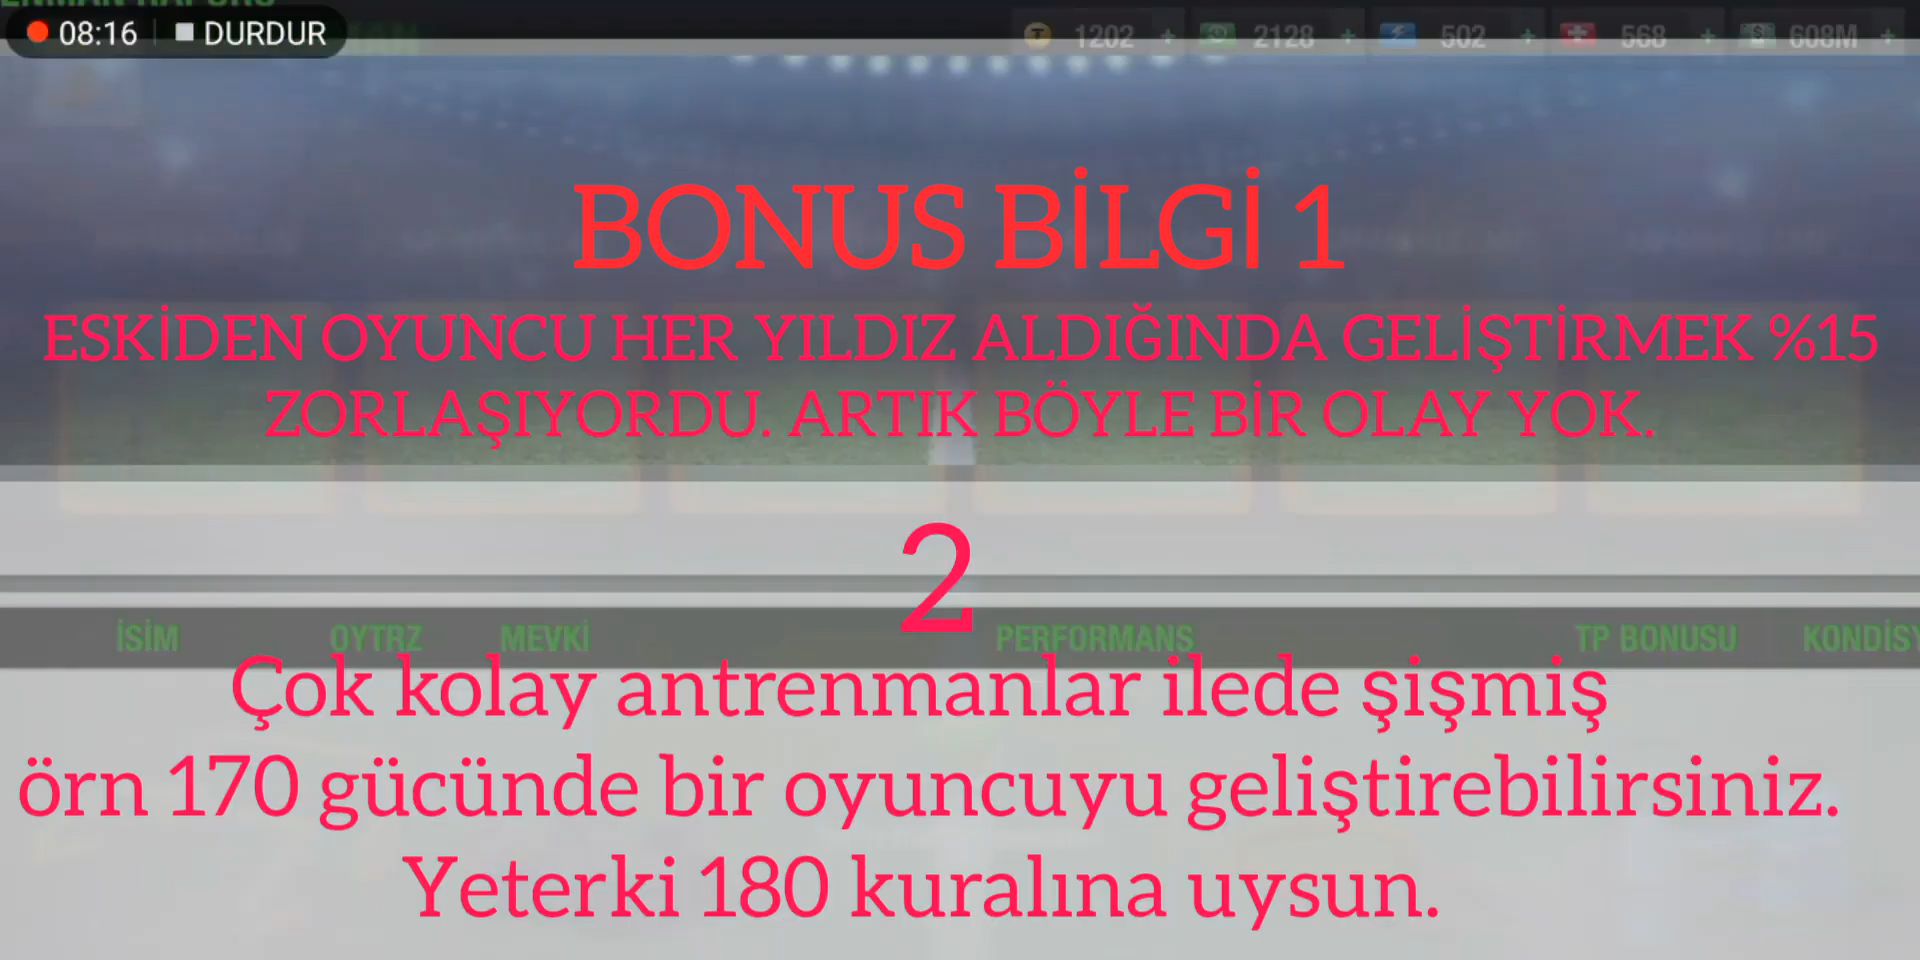 08:16 DURDUR
1202 + 2128 + 502 + 568 + 608M +
BONUS BİLGİ 1
ESKİDEN OYUNCU HER YILDIZ ALDIĞINDA GELİŞTİRMEK %15
ZORLAŞIYORDU. ARTIK BÖYLE BİR OLAY YOK.
2
İSİM OYTRZ MEVKİ PERFORMANS TP BONUSU
Çok kolay antrenmanlar ilede şişmiş
örn 170 gücünde bir oyuncuyu geliştirebilirsiniz.
Yeterki 180 kuralına uysun.